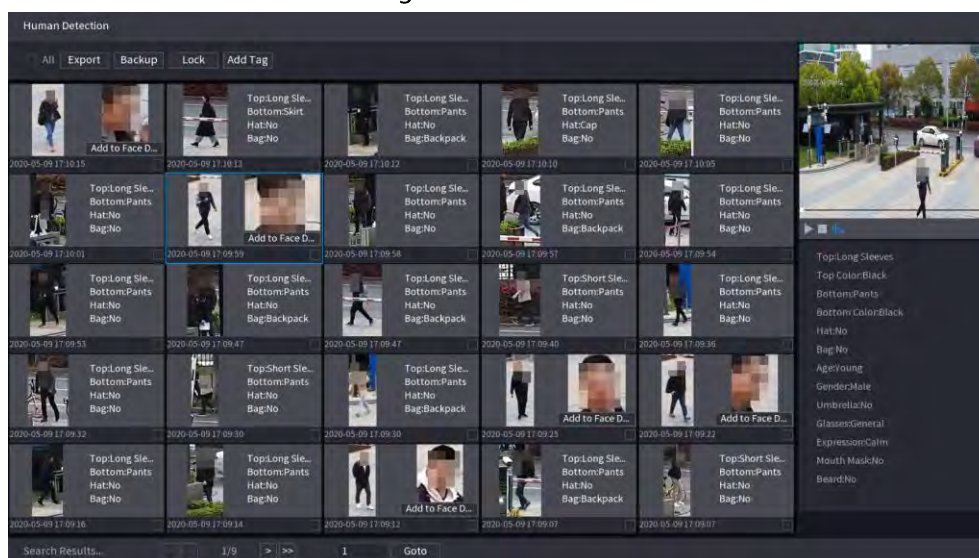 Human Detection
All Export Backup Lock Add Tag
Add to Face D...
2020-05-09 17:10:15
Top:Long Sle...
Bottom:Skirt
Hat:No
Bag:No
2020-05-09 17:10:13
Top:Long Sle...
Bottom:Pants
Hat:No
Bag:Backpack
2020-05-09 17:10:12
Top:Long Sle...
Bottom:Pants
Hat:Cap
Bag:No
2020-05-09 17:10:10
Top:Long Sle...
Bottom:Pants
Hat:No
Bag:No
2020-05-09 17:10:05
Top:Long Sle...
Bottom:Pants
Hat:No
Bag:No
2020-05-09 17:10:01
Add to Face D...
2020-05-09 17:09:59
Top:Long Sle...
Bottom:Pants
Hat:No
Bag:No
2020-05-09 17:09:58
Top:Long Sle...
Bottom:Pants
Hat:No
Bag:Backpack
2020-05-09 17:09:57
Top:Long Sle...
Bottom:Pants
Hat:No
Bag:No
2020-05-09 17:09:54
Top:Long Sle...
Bottom:Pants
Hat:No
Bag:No
2020-05-09 17:09:53
Top:Long Sle...
Bottom:Pants
Hat:No
Bag:Backpack
2020-05-09 17:09:47
Top:Long Sle...
Bottom:Pants
Hat:No
Bag:Backpack
2020-05-09 17:09:47
Top:Short Sle...
Bottom:Pants
Hat:No
Bag:No
2020-05-09 17:09:40
Top:Long Sle...
Bottom:Pants
Hat:No
Bag:No
2020-05-09 17:09:36
Top:Long Sle...
Bottom:Pants
Hat:No
Bag:No
2020-05-09 17:09:32
Top:Short Sle...
Bottom:Pants
Hat:No
Bag:No
2020-05-09 17:09:30
Top:Long Sle...
Bottom:Pants
Hat:No
Bag:Backpack
2020-05-09 17:09:30
Add to Face D...
2020-05-09 17:09:25
Add to Face D...
2020-05-09 17:09:22
Top:Long Sle...
Bottom:Pants
Hat:No
Bag:No
2020-05-09 17:09:16
Top:Long Sle...
Bottom:Pants
Hat:No
Bag:No
2020-05-09 17:09:14
Add to Face D...
2020-05-09 17:09:12
Top:Long Sle...
Bottom:Pants
Hat:No
Bag:Backpack
2020-05-09 17:09:07
Top:Short Sle...
Bottom:Pants
Hat:No
Bag:No
2020-05-09 17:09:07
Top:Long Sleeves
Top Color:Black
Bottom:Pants
Bottom Color:Black
Hat:No
Bag:No
Age:Young
Gender:Male
Umbrella:No
Glasses:General
Expression:Calm
Mouth Mask:No
Beard:No
Search Results... 1/9 > >> 1 Goto